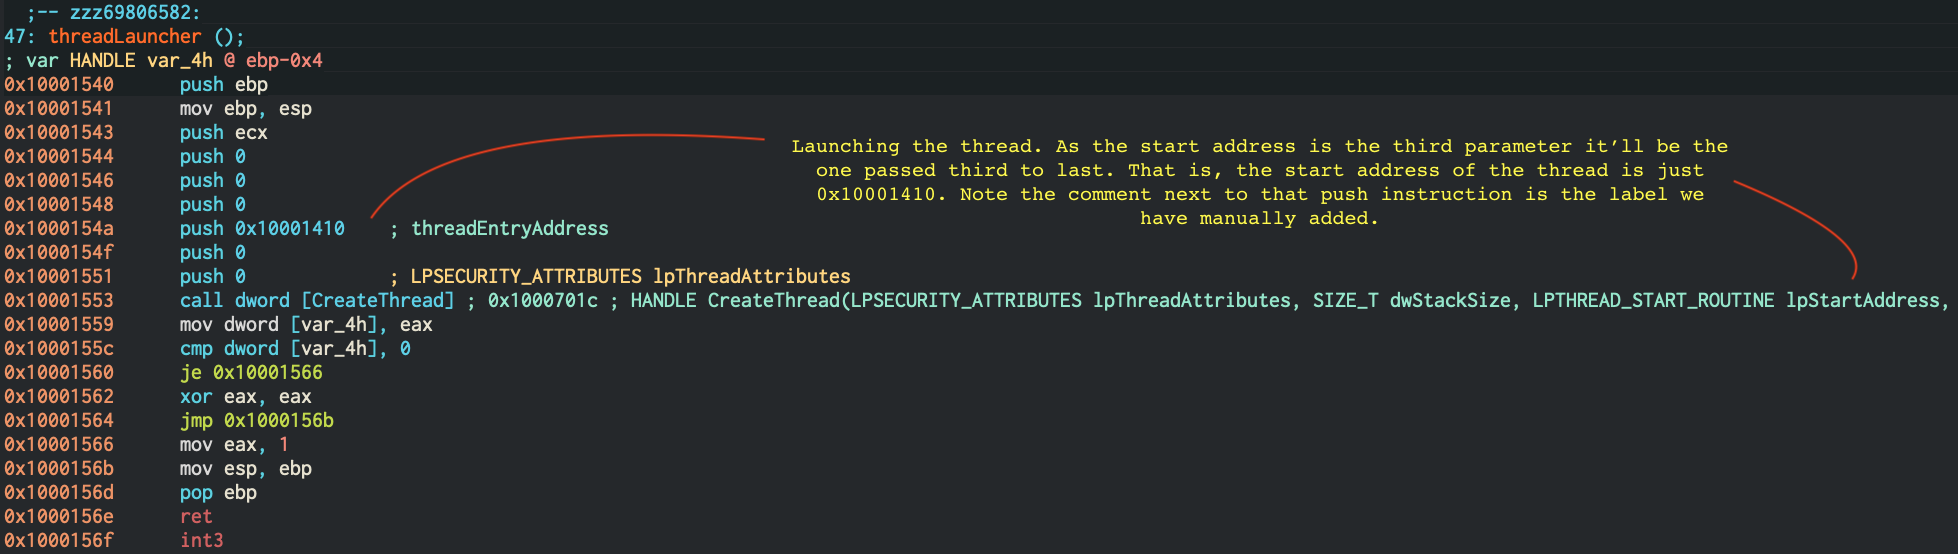 ;-- zzz69806582:
47: threadLauncher ();
; var HANDLE var_4h @ ebp-0x4
0x10001540 push ebp
0x10001541 mov ebp, esp
0x10001543 push ecx
0x10001544 push 0
0x10001546 push 0
0x10001548 push 0
0x1000154a push 0x10001410 ; threadEntryAddress
0x1000154f push 0
0x10001551 push 0 ; LPSECURITY_ATTRIBUTES lpThreadAttributes
0x10001553 call dword [CreateThread] ; 0x1000701c ; HANDLE CreateThread(LPSECURITY_ATTRIBUTES lpThreadAttributes, SIZE_T dwStackSize, LPTHREAD_START_ROUTINE lpStartAddress,
0x10001559 mov dword [var_4h], eax
0x1000155c cmp dword [var_4h], 0
0x10001560 je 0x10001566
0x10001562 xor eax, eax
0x10001564 jmp 0x1000156b
0x10001566 mov eax, 1
0x1000156b mov esp, ebp
0x1000156d pop ebp
0x1000156e ret
0x1000156f int3
Launching the thread. As the start address is the third parameter it'll be the
one passed third to last. That is, the start address of the thread is just
0x10001410. Note the comment next to that push instruction is the label we
have manually added.